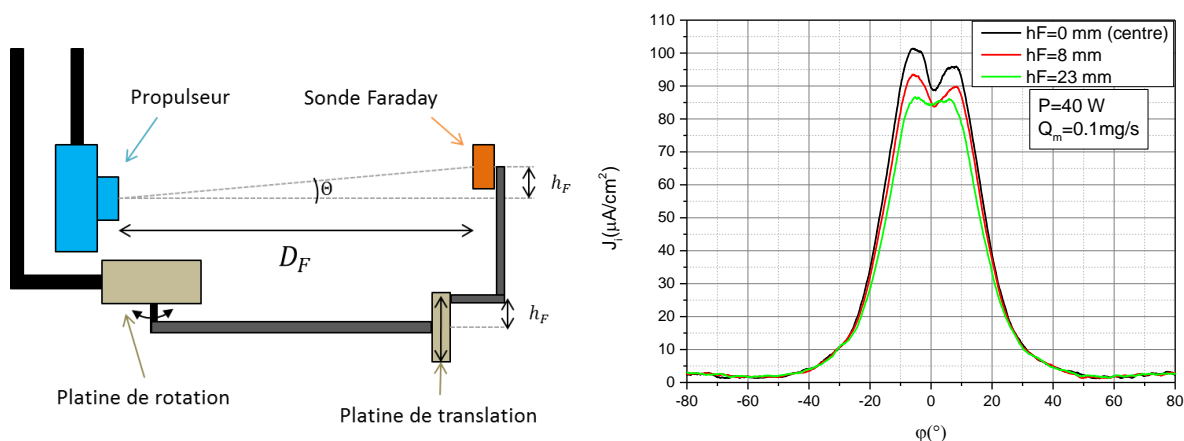 Propulseur
Sonde Faraday
Θ
h_F
D_F
h_F
Platine de rotation
Platine de translation
J_i(µA/cm²)
110
100
90
80
70
60
50
40
30
20
10
0
-80 -60 -40 -20 0 20 40 60 80
φ(°)
hF=0 mm (centre)
hF=8 mm
hF=23 mm
P=40 W
Q_m=0.1mg/s